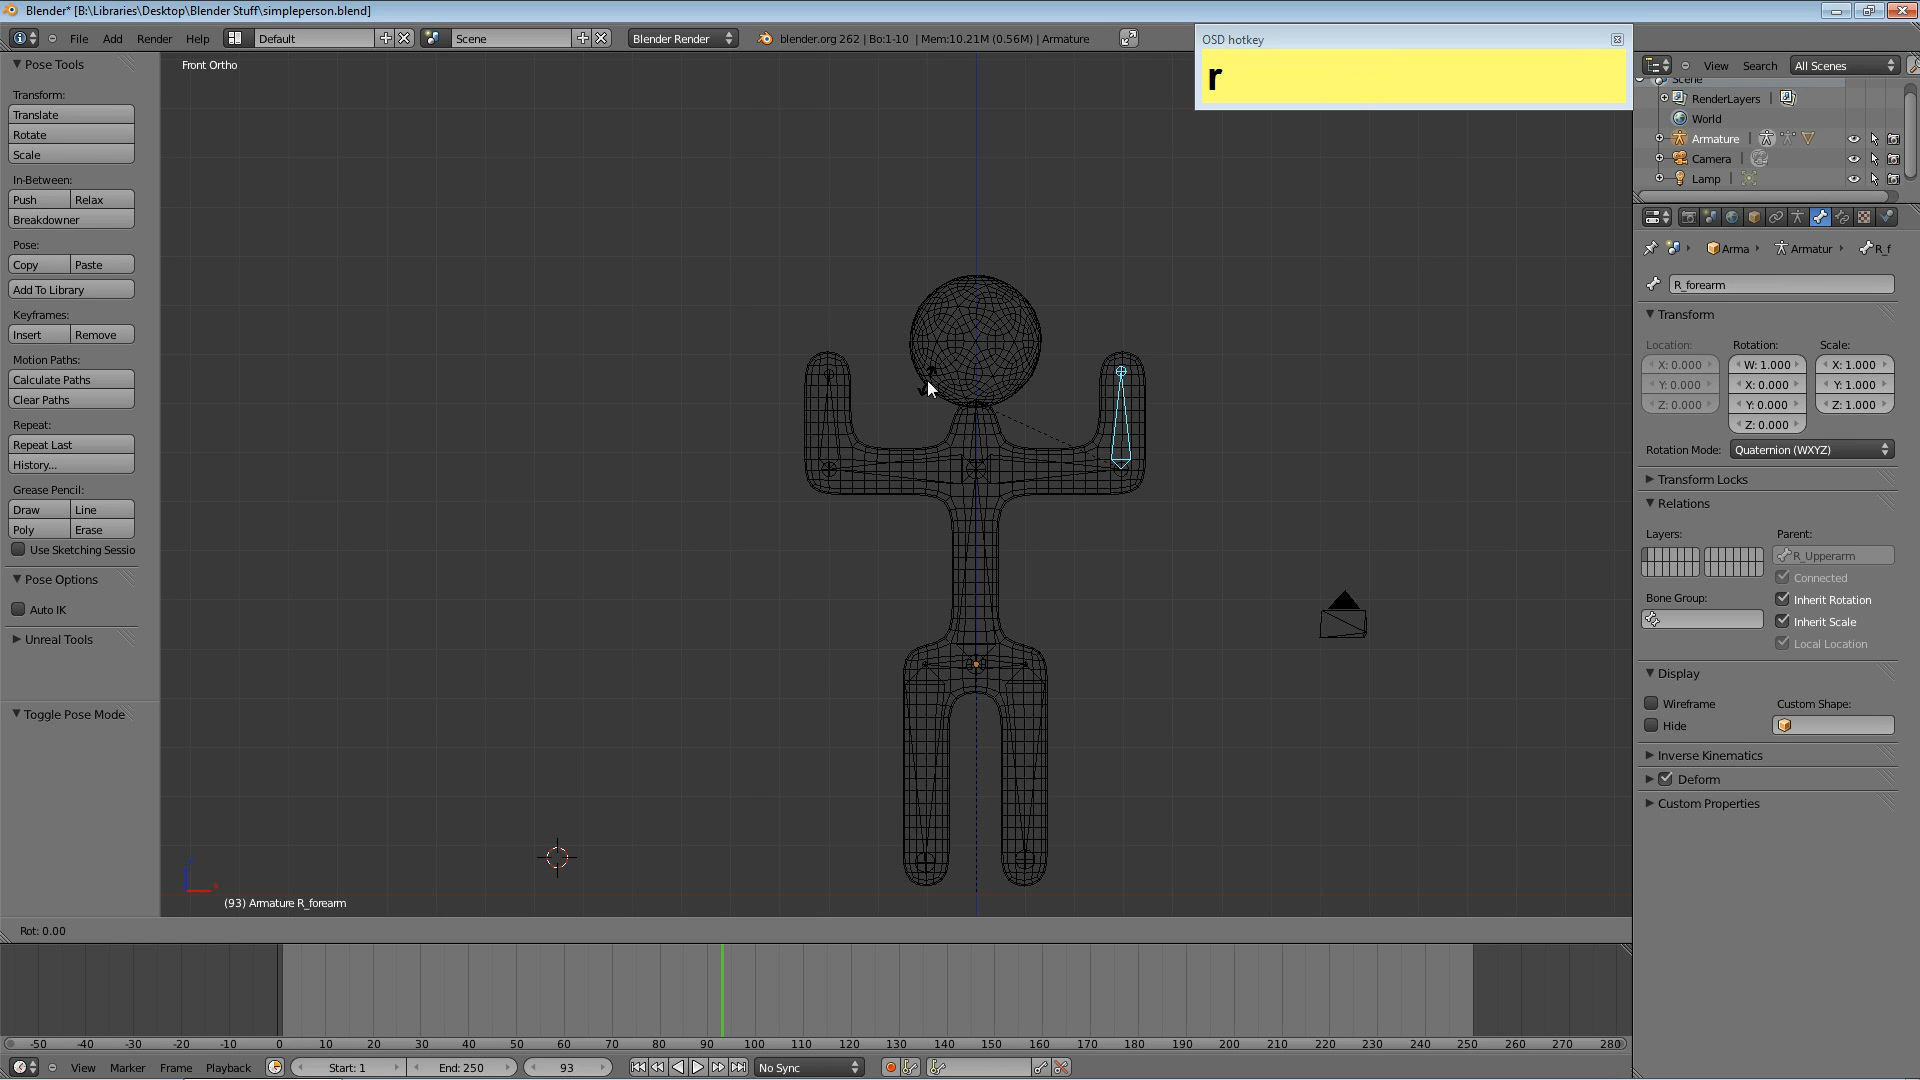 Blender* [B:\Libraries\Desktop\Blender Stuff\simpleperson.blend]
File Add Render Help Default Scene Blender Render blender.org 262 | Bo:1-10 | Mem:10.21M (0.56M) | Armature
OSD hotkey
r
View Search All Scenes
Scene
RenderLayers
World
Armature
Camera
Lamp
Front Ortho
Pose Tools
Transform:
Translate
Rotate
Scale
In-Between:
Push Relax
Breakdowner
Pose:
Copy Paste
Add To Library
Keyframes:
Insert Remove
Motion Paths:
Calculate Paths
Clear Paths
Repeat:
Repeat Last
History...
Grease Pencil:
Draw Line
Poly Erase
Use Sketching Sessio
Pose Options
Auto IK
Unreal Tools
Toggle Pose Mode
Arma Armatur R_f
R_forearm
Transform
Location: Rotation: Scale:
X: 0.000 W: 1.000 X: 1.000
Y: 0.000 X: 0.000 Y: 1.000
Z: 0.000 Y: 0.000 Z: 1.000
Z: 0.000
Rotation Mode: Quaternion (WXYZ)
Transform Locks
Relations
Layers: Parent:
R_Upperarm
Connected
Bone Group: Inherit Rotation
Inherit Scale
Local Location
Display
Wireframe Custom Shape:
Hide
Inverse Kinematics
Deform
Custom Properties
(93) Armature R_forearm
Rot: 0.00
-50 -40 -30 -20 -10 0 10 20 30 40 50 60 70 80 90 100 110 120 130 140 150 160 170 180 190 200 210 220 230 240 250 260 270 280
View Marker Frame Playback Start: 1 End: 250 93 No Sync